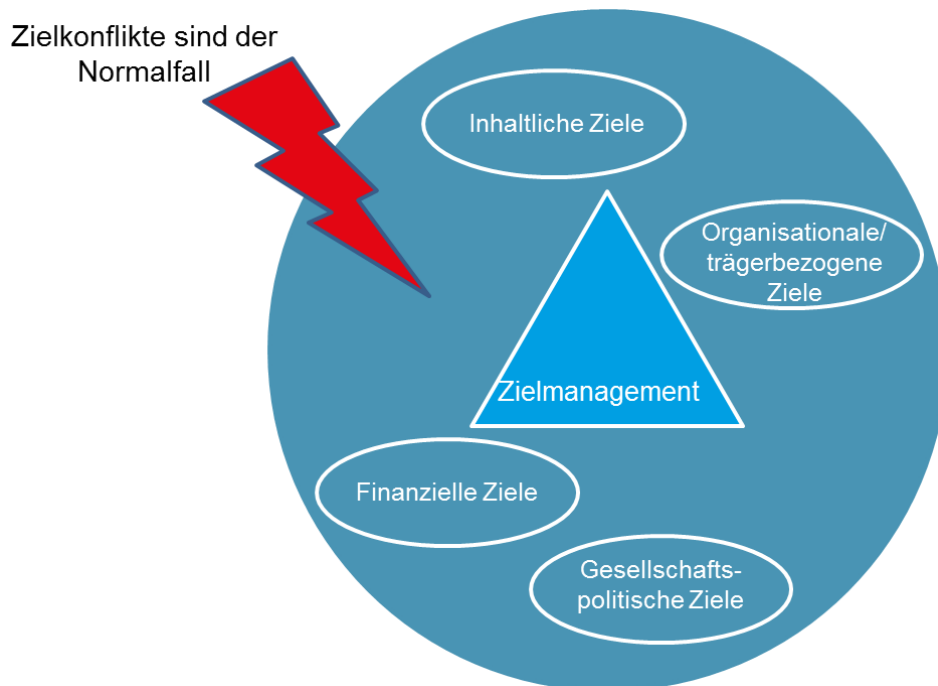 Zielkonflikte sind der
Normalfall
Inhaltliche Ziele
Organisationale/
trägerbezogene
Ziele
Zielmanagement
Finanzielle Ziele
Gesellschafts-
politische Ziele